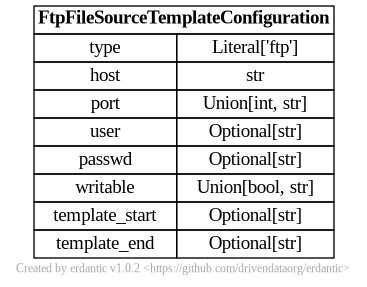 FtpFileSourceTemplateConfiguration
type Literal['ftp']
host str
port Union[int, str]
user Optional[str]
passwd Optional[str]
writable Union[bool, str]
template_start Optional[str]
template_end Optional[str]
Created by erdantic v1.0.2 <https://github.com/drivendataorg/erdantic>